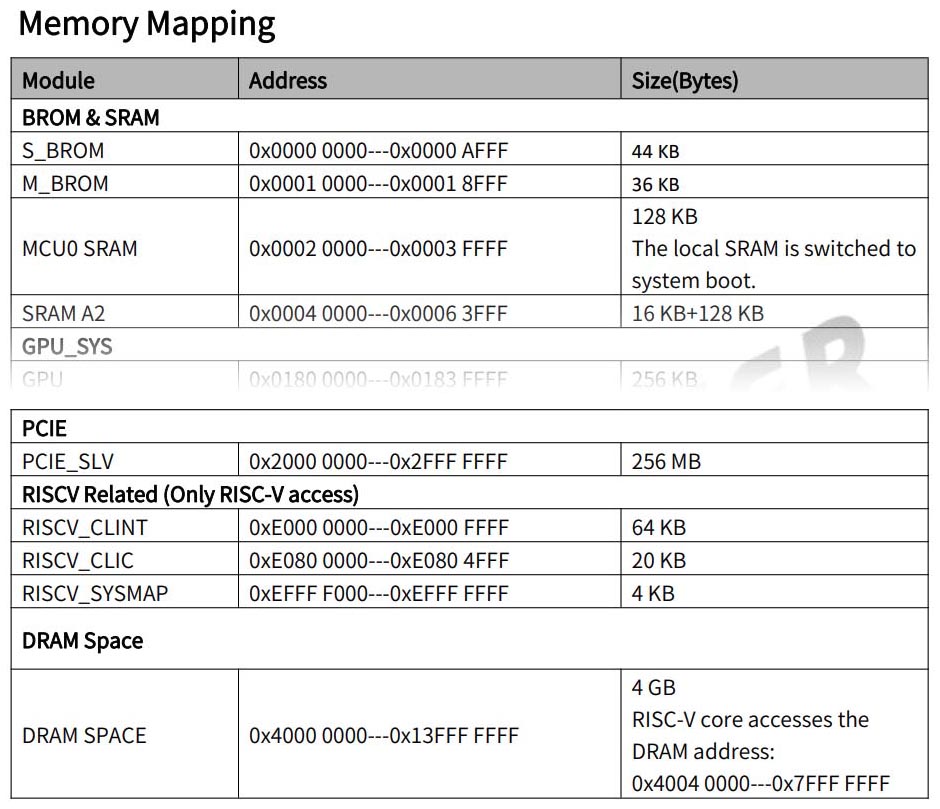 Memory Mapping
Module Address Size(Bytes)
BROM & SRAM
S_BROM 0x0000 0000---0x0000 AFFF 44 KB
M_BROM 0x0001 0000---0x0001 8FFF 36 KB
MCU0 SRAM 0x0002 0000---0x0003 FFFF 128 KB
The local SRAM is switched to
system boot.
SRAM A2 0x0004 0000---0x0006 3FFF 16 KB+128 KB
GPU_SYS
GPU 0x0180 0000---0x0183 FFFF 256 KB
PCIE
PCIE_SLV 0x2000 0000---0x2FFF FFFF 256 MB
RISCV Related (Only RISC-V access)
RISCV_CLINT 0xE000 0000---0xE000 FFFF 64 KB
RISCV_CLIC 0xE080 0000---0xE080 4FFF 20 KB
RISCV_SYSMAP 0xEFFF F000---0xEFFF FFFF 4 KB
DRAM Space
DRAM SPACE 0x4000 0000---0x13FFF FFFF 4 GB
RISC-V core accesses the
DRAM address:
0x4004 0000---0x7FFF FFFF